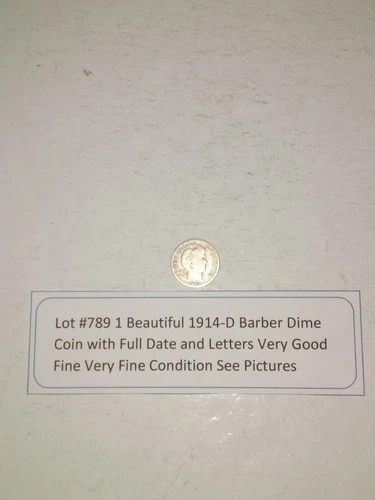 Lot #789 1 Beautiful 1914-D Barber Dime
Coin with Full Date and Letters Very Good
Fine Very Fine Condition See Pictures